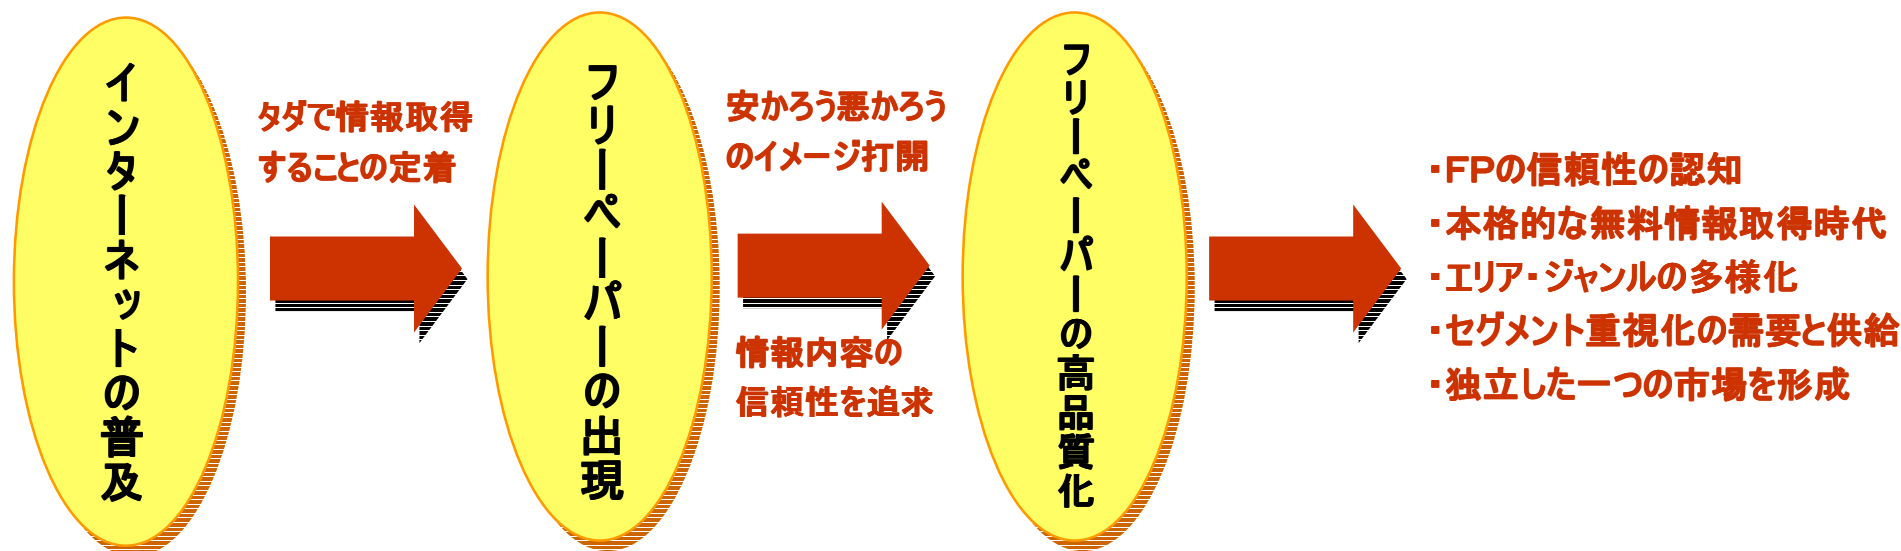 インターネットの普及
タダで情報取得
することの定着
フリーペーパーの出現
安かろう悪かろう
のイメージ打開
情報内容の
信頼性を追求
フリーペーパーの高品質化
・ＦＰの信頼性の認知
・本格的な無料情報取得時代
・エリア・ジャンルの多様化
・セグメント重視化の需要と供給
・独立した一つの市場を形成